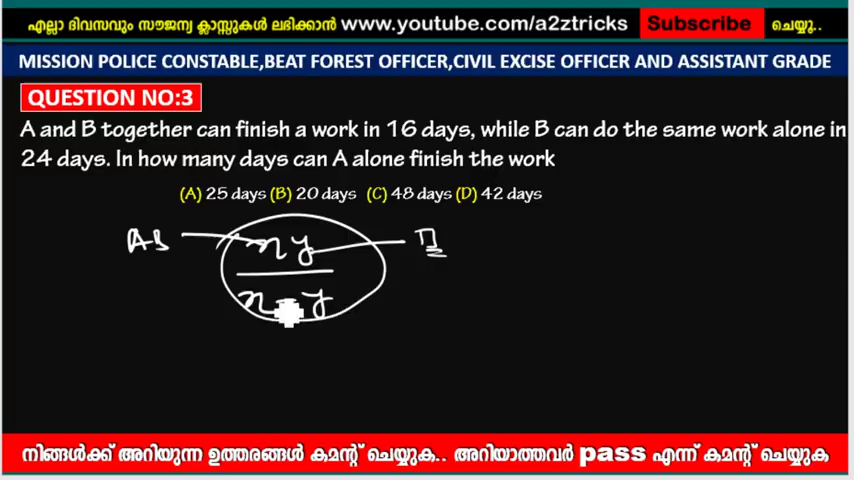 എല്ലാ ദിവസവും സൗജന്യ ക്ലാസ്സുകൾ ലഭിക്കാൻ www.youtube.com/a2ztricks Subscribe ചെയ്യൂ..
MISSION POLICE CONSTABLE,BEAT FOREST OFFICER,CIVIL EXCISE OFFICER AND ASSISTANT GRADE
QUESTION NO:3
A and B together can finish a work in 16 days, while B can do the same work alone in
24 days. In how many days can A alone finish the work
(A) 25 days (B) 20 days (C) 48 days (D) 42 days
AB x y
x y
നിങ്ങൾക്ക് അറിയുന്ന ഉത്തരങ്ങൾ കമന്റ് ചെയ്യുക.. അറിയാത്തവർ pass എന്ന് കമന്റ് ചെയ്യുക